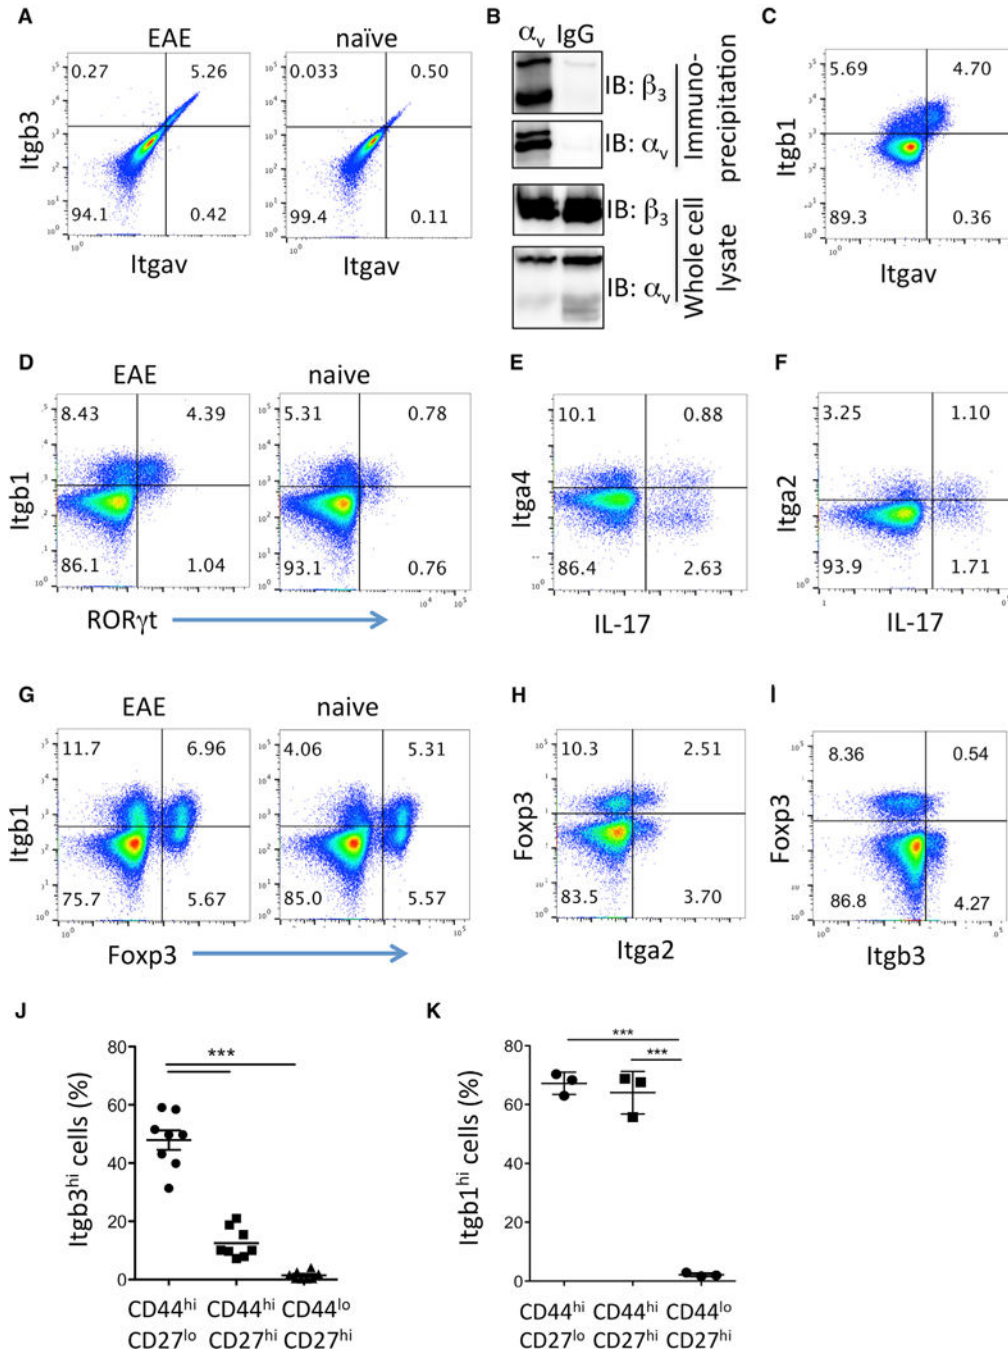 A
EAE
naïve
Itgb3
0.27
5.26
94.1
0.42
0.033
0.50
99.4
0.11
Itgav
Itgav
B
αv IgG
IB: β3
IB: αv
Immuno-
precipitation
IB: β3
IB: αv
Whole cell
lysate
C
Itgb1
5.69
4.70
89.3
0.36
Itgav
D
EAE
naive
Itgb1
8.43
4.39
86.1
1.04
5.31
0.78
93.1
0.76
RORγt
E
Itga4
10.1
0.88
86.4
2.63
IL-17
F
Itga2
3.25
1.10
93.9
1.71
IL-17
G
EAE
naive
Itgb1
11.7
6.96
75.7
5.67
4.06
5.31
85.0
5.57
Foxp3
H
Foxp3
10.3
2.51
83.5
3.70
Itga2
I
Foxp3
8.36
0.54
86.8
4.27
Itgb3
J
Itgb3hi cells (%)
80
60
40
20
0
***
CD44hi CD44hi CD44lo
CD27lo CD27hi CD27hi
K
Itgb1hi cells (%)
80
60
40
20
0
***
***
CD44hi CD44hi CD44lo
CD27lo CD27hi CD27hi